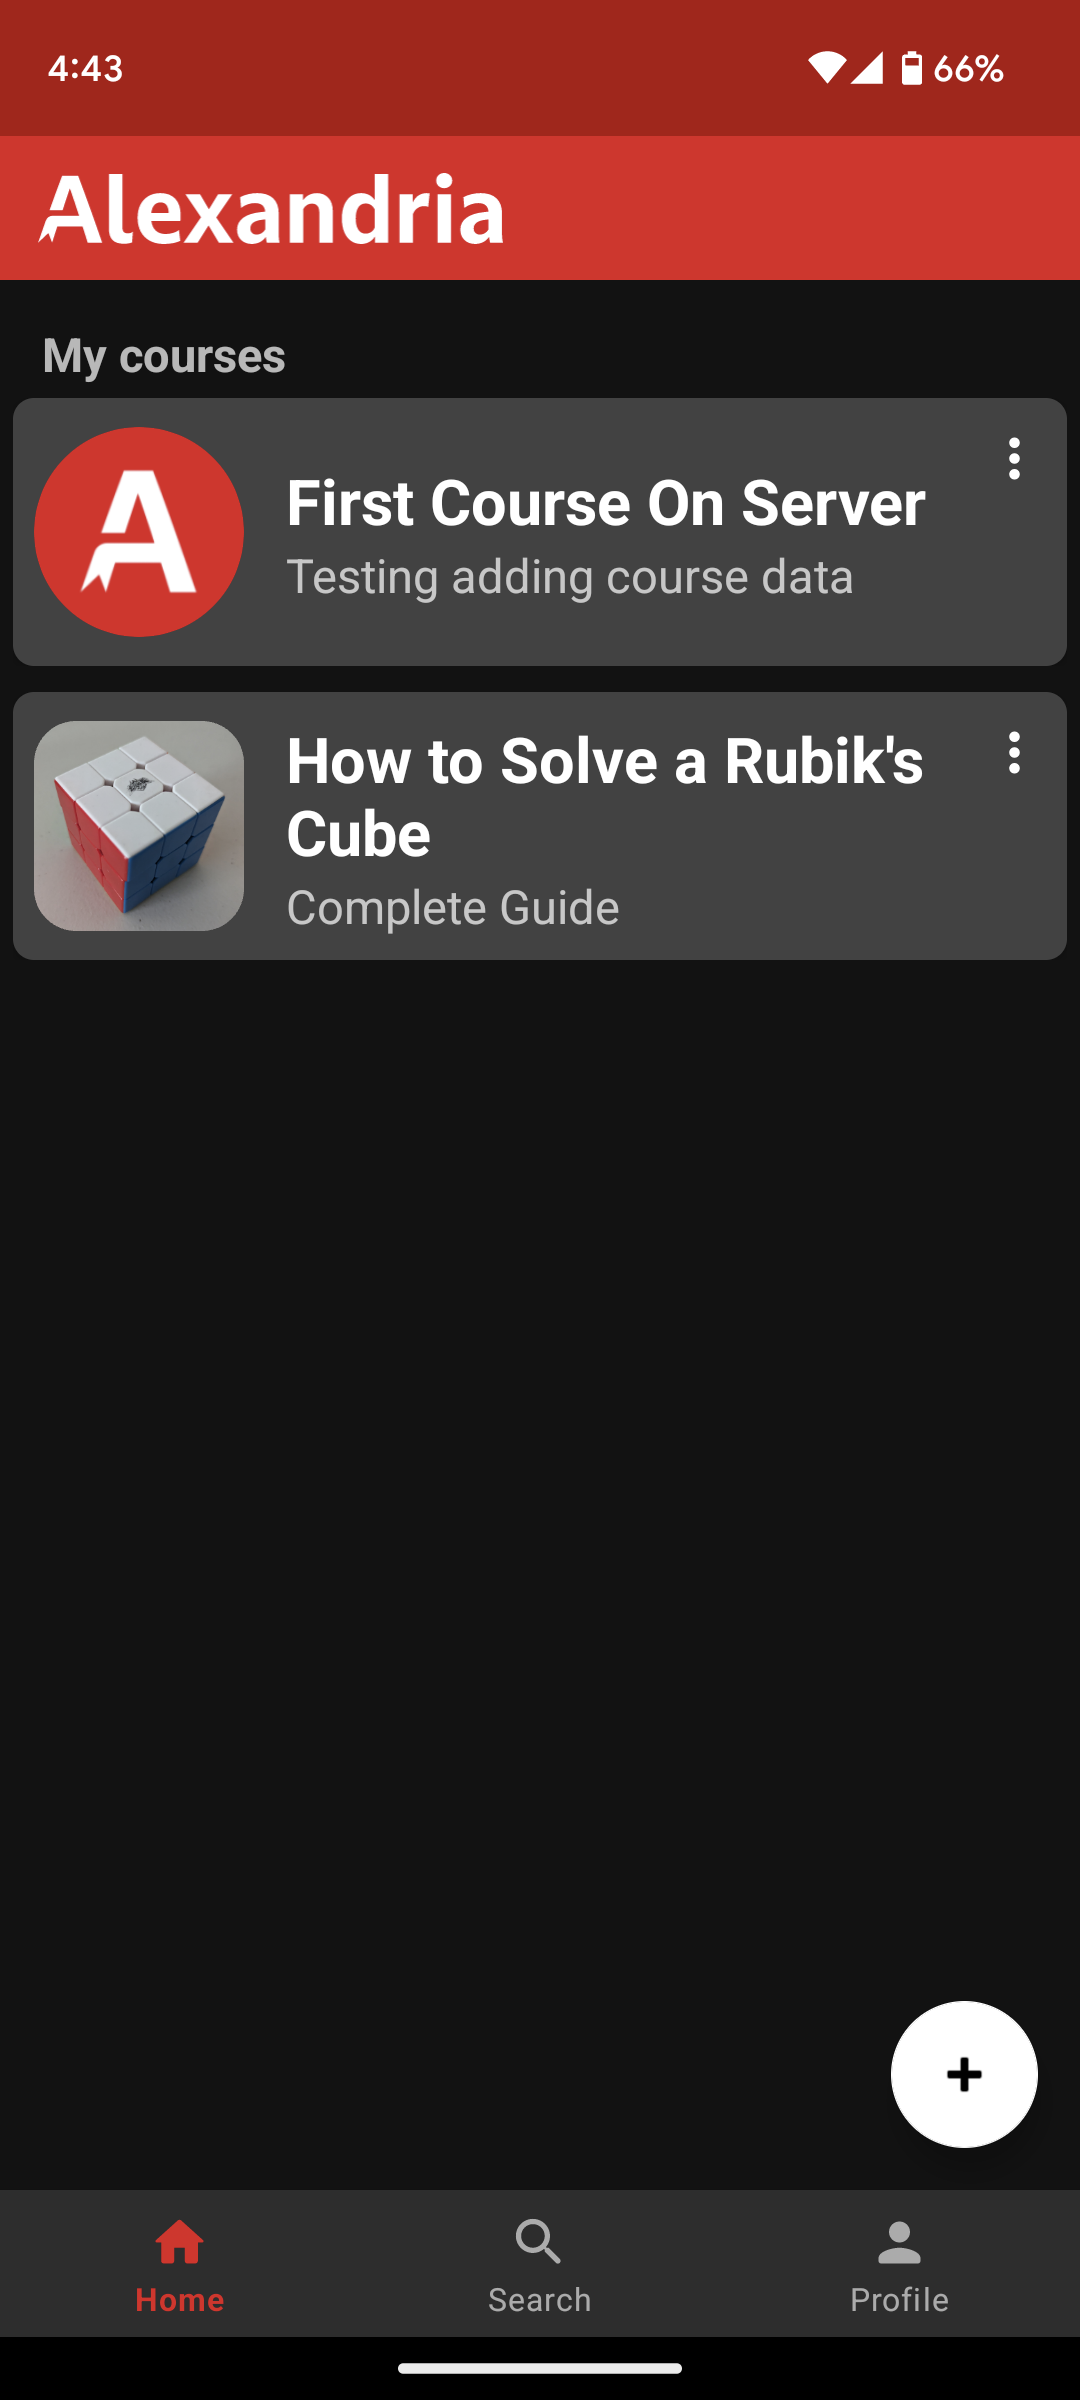 4:43
66%
Alexandria
My courses
First Course On Server
Testing adding course data
How to Solve a Rubik's
Cube
Complete Guide
Home
Search
Profile